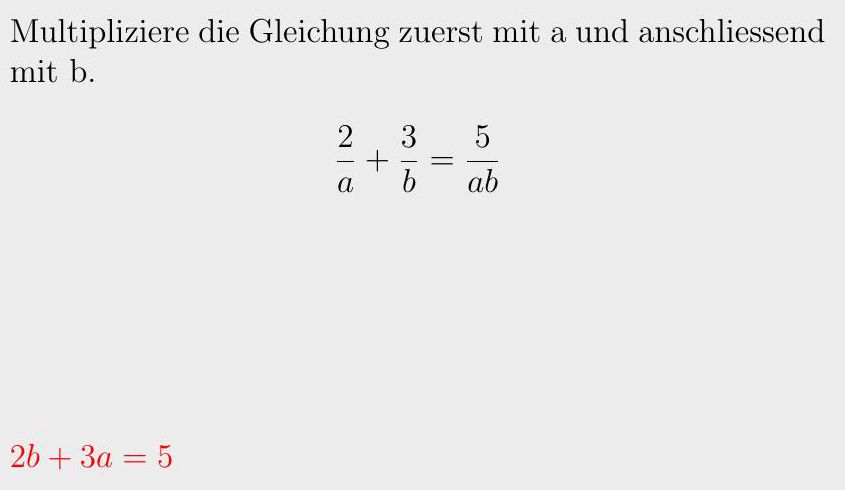 Multipliziere die Gleichung zuerst mit a und anschliessend
mit b.
\frac{2}{a} + \frac{3}{b} = \frac{5}{ab}
2b + 3a = 5